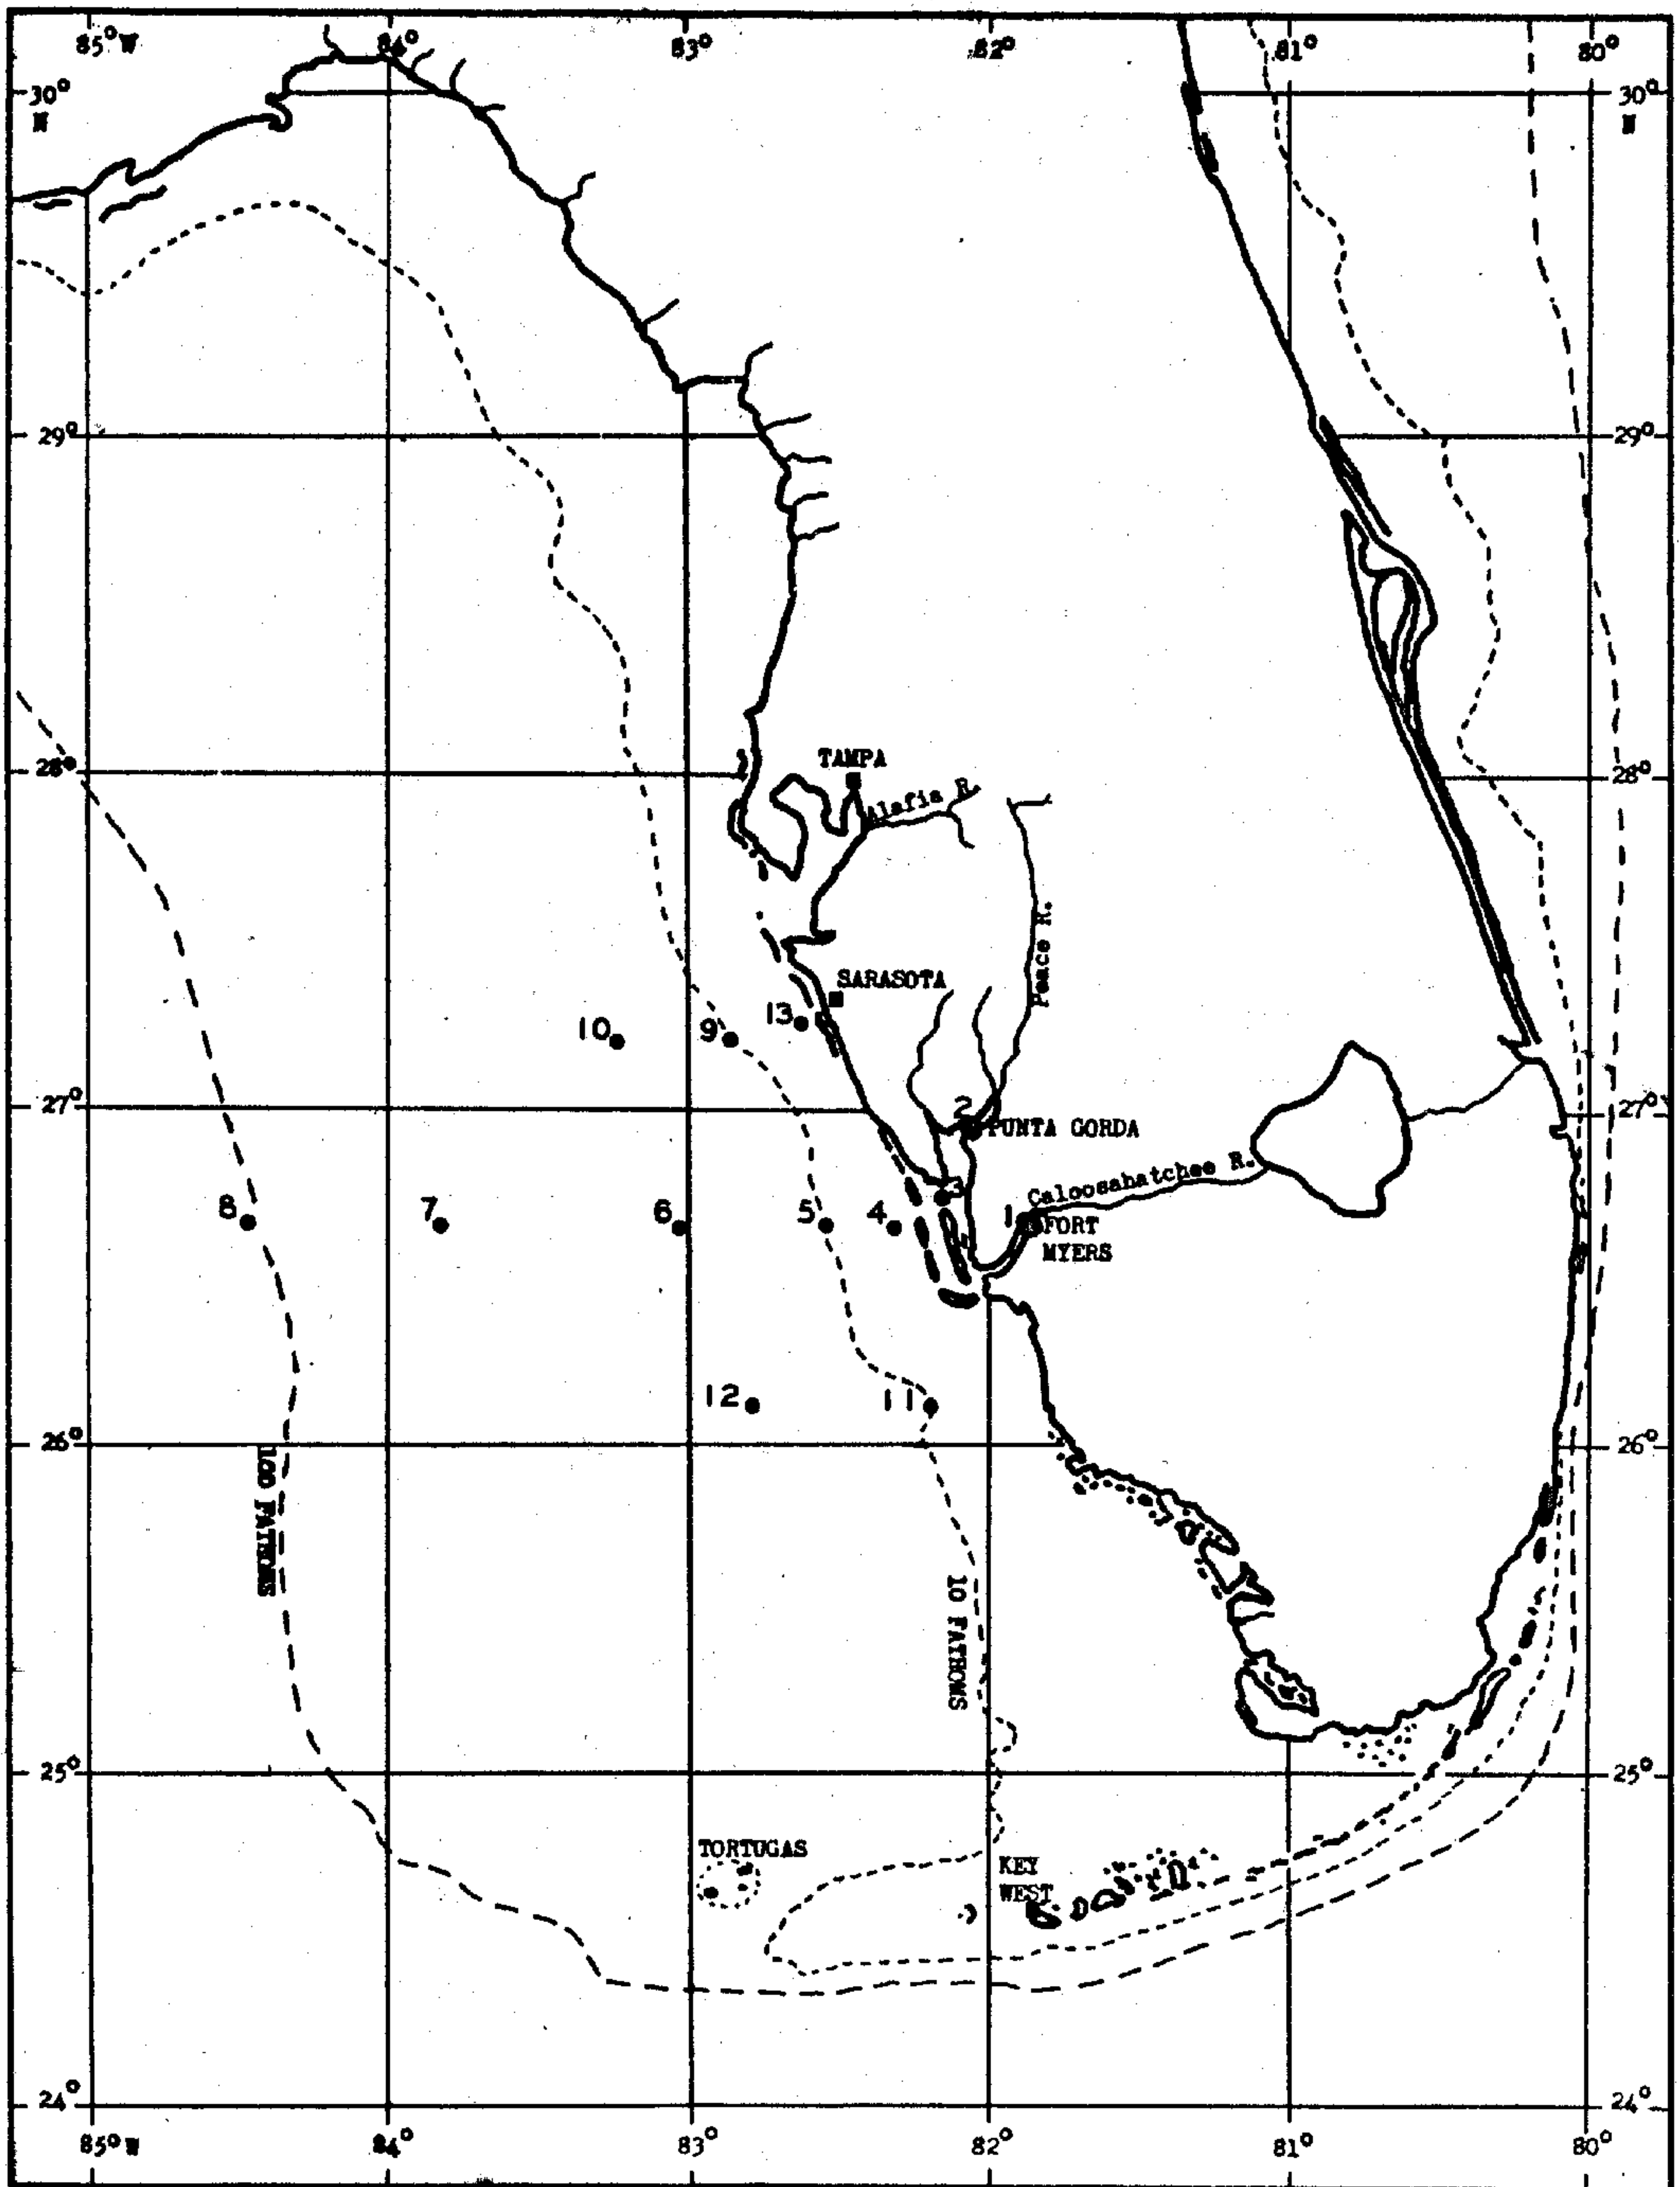 85° W 84° 83° 82° 81° 80°
30° 30°
N N
29° 29°
28° 28°
TAMPA
Alafia R.
Peace R.
SARASOTA
10 9 13
27° 27°
2
PUNTA GORDA
Caloosahatchee R.
8 7 6 5 4 3 1
FORT
MYERS
12 11
26° 26°
100 FATHOMS
10 FATHOMS
25° 25°
TORTUGAS
KEY
WEST
24° 24°
85° W 84° 83° 82° 81° 80°